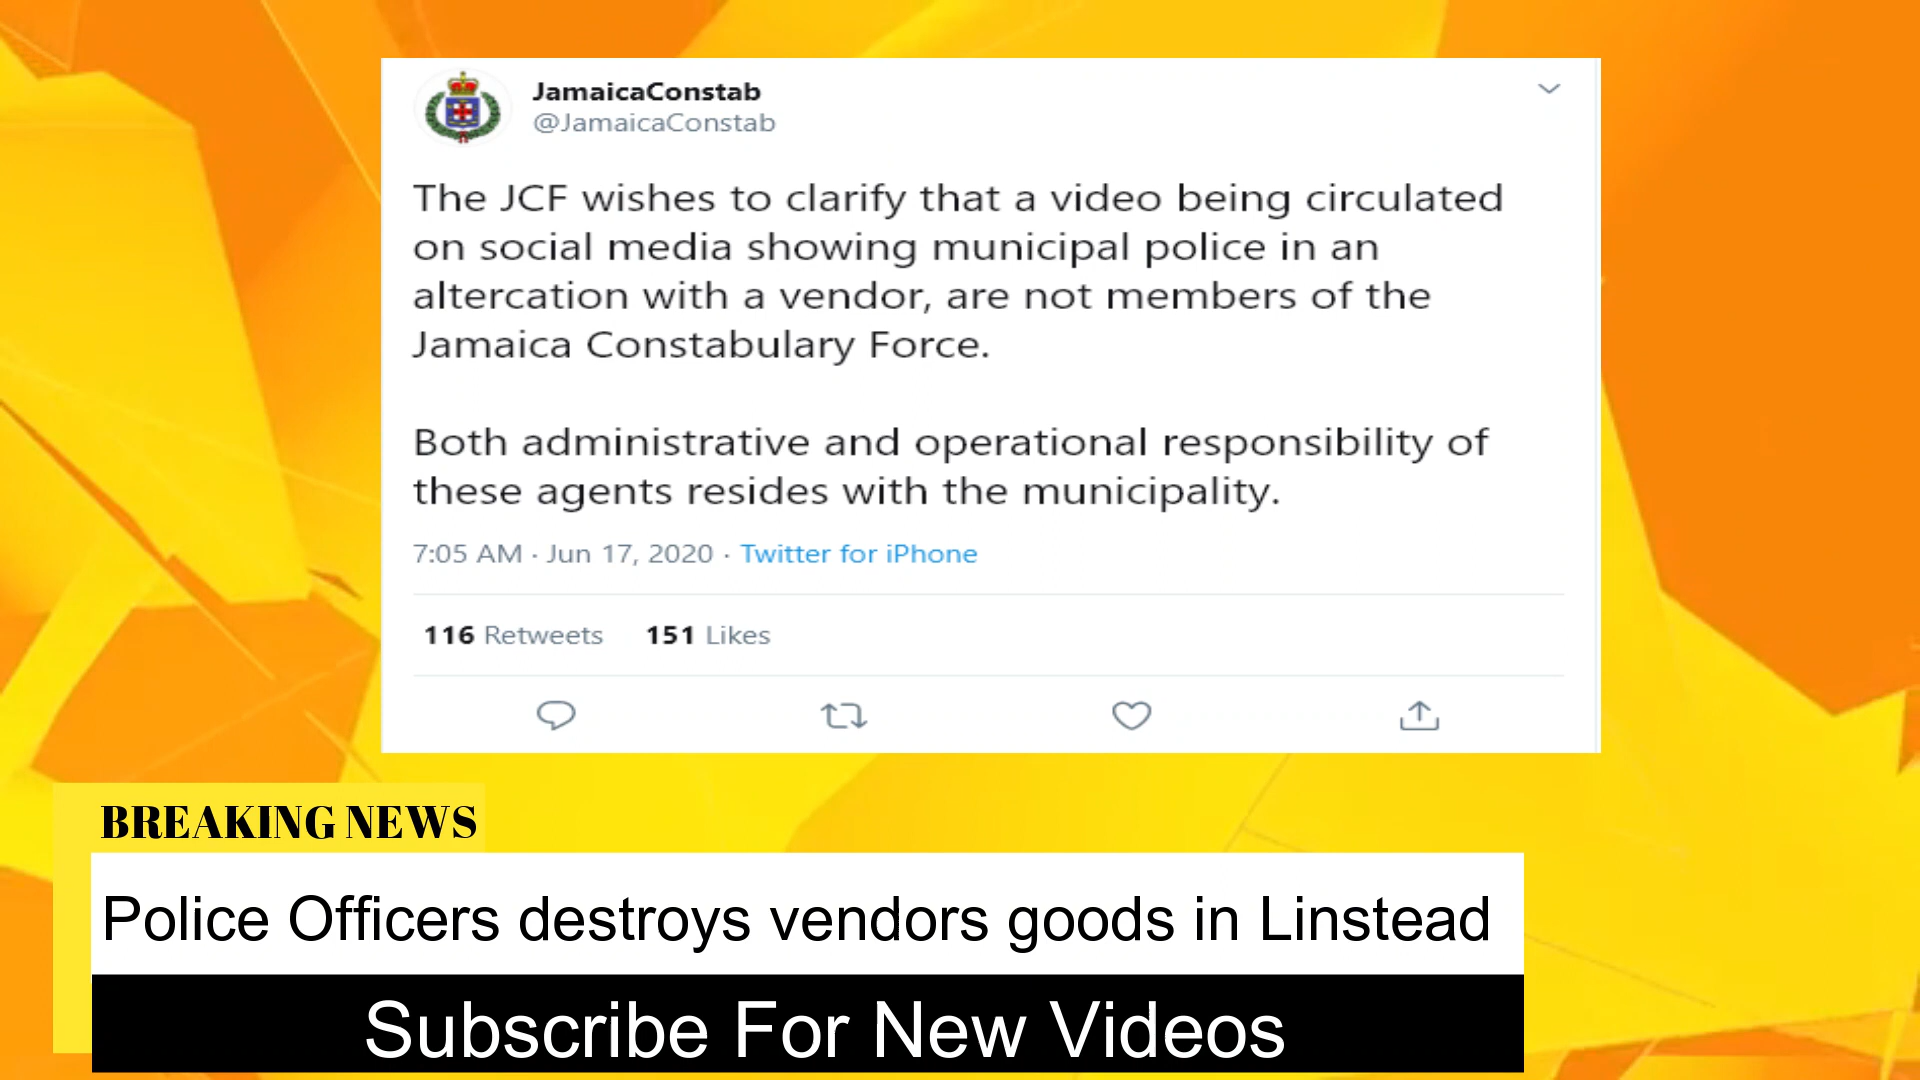 JamaicaConstab
@JamaicaConstab
The JCF wishes to clarify that a video being circulated
on social media showing municipal police in an
altercation with a vendor, are not members of the
Jamaica Constabulary Force.
Both administrative and operational responsibility of
these agents resides with the municipality.
7:05 AM · Jun 17, 2020 · Twitter for iPhone
116 Retweets 151 Likes
BREAKING NEWS
Police Officers destroys vendors goods in Linstead
Subscribe For New Videos